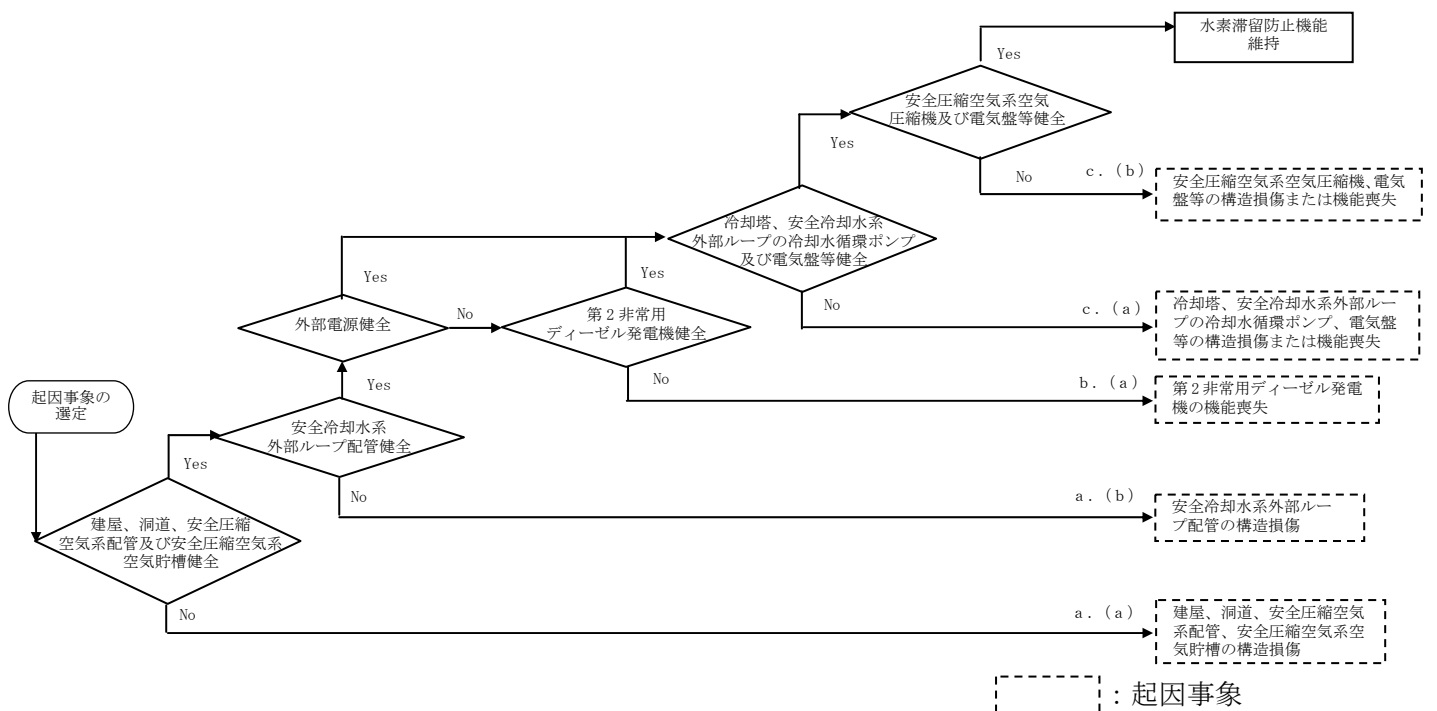 水素滞留防止機能
維持
Yes
安全圧縮空気系空気
圧縮機及び電気盤等健全
Yes
No
c.(b)
安全圧縮空気系空気圧縮機、電気
盤等の構造損傷または機能喪失
冷却塔、安全冷却水系
外部ループの冷却水循環ポンプ
及び電気盤等健全
Yes
Yes
No
c.(a)
冷却塔、安全冷却水系外部ルー
プの冷却水循環ポンプ、電気盤
等の構造損傷または機能喪失
外部電源健全
No
第2非常用
ディーゼル発電機健全
Yes
No
b.(a)
第2非常用ディーゼル発電
機の機能喪失
起因事象の
選定
安全冷却水系
外部ループ配管健全
Yes
No
a.(b)
安全冷却水系外部ルー
プ配管の構造損傷
建屋、洞道、安全圧縮
空気系配管及び安全圧縮空気系
空気貯槽健全
No
a.(a)
建屋、洞道、安全圧縮空気
系配管、安全圧縮空気系空
気貯槽の構造損傷
：起因事象